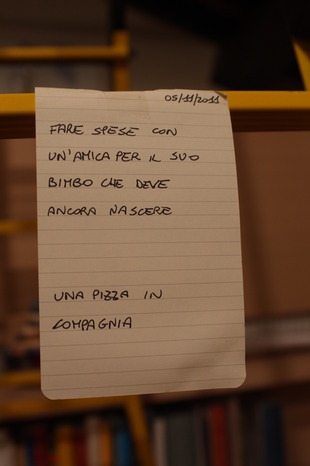 05/11/2011
FARE SPESE CON
UN'AMICA PER IL SUO
BIMBO CHE DEVE
ANCORA NASCERE
UNA PIZZA IN
COMPAGNIA